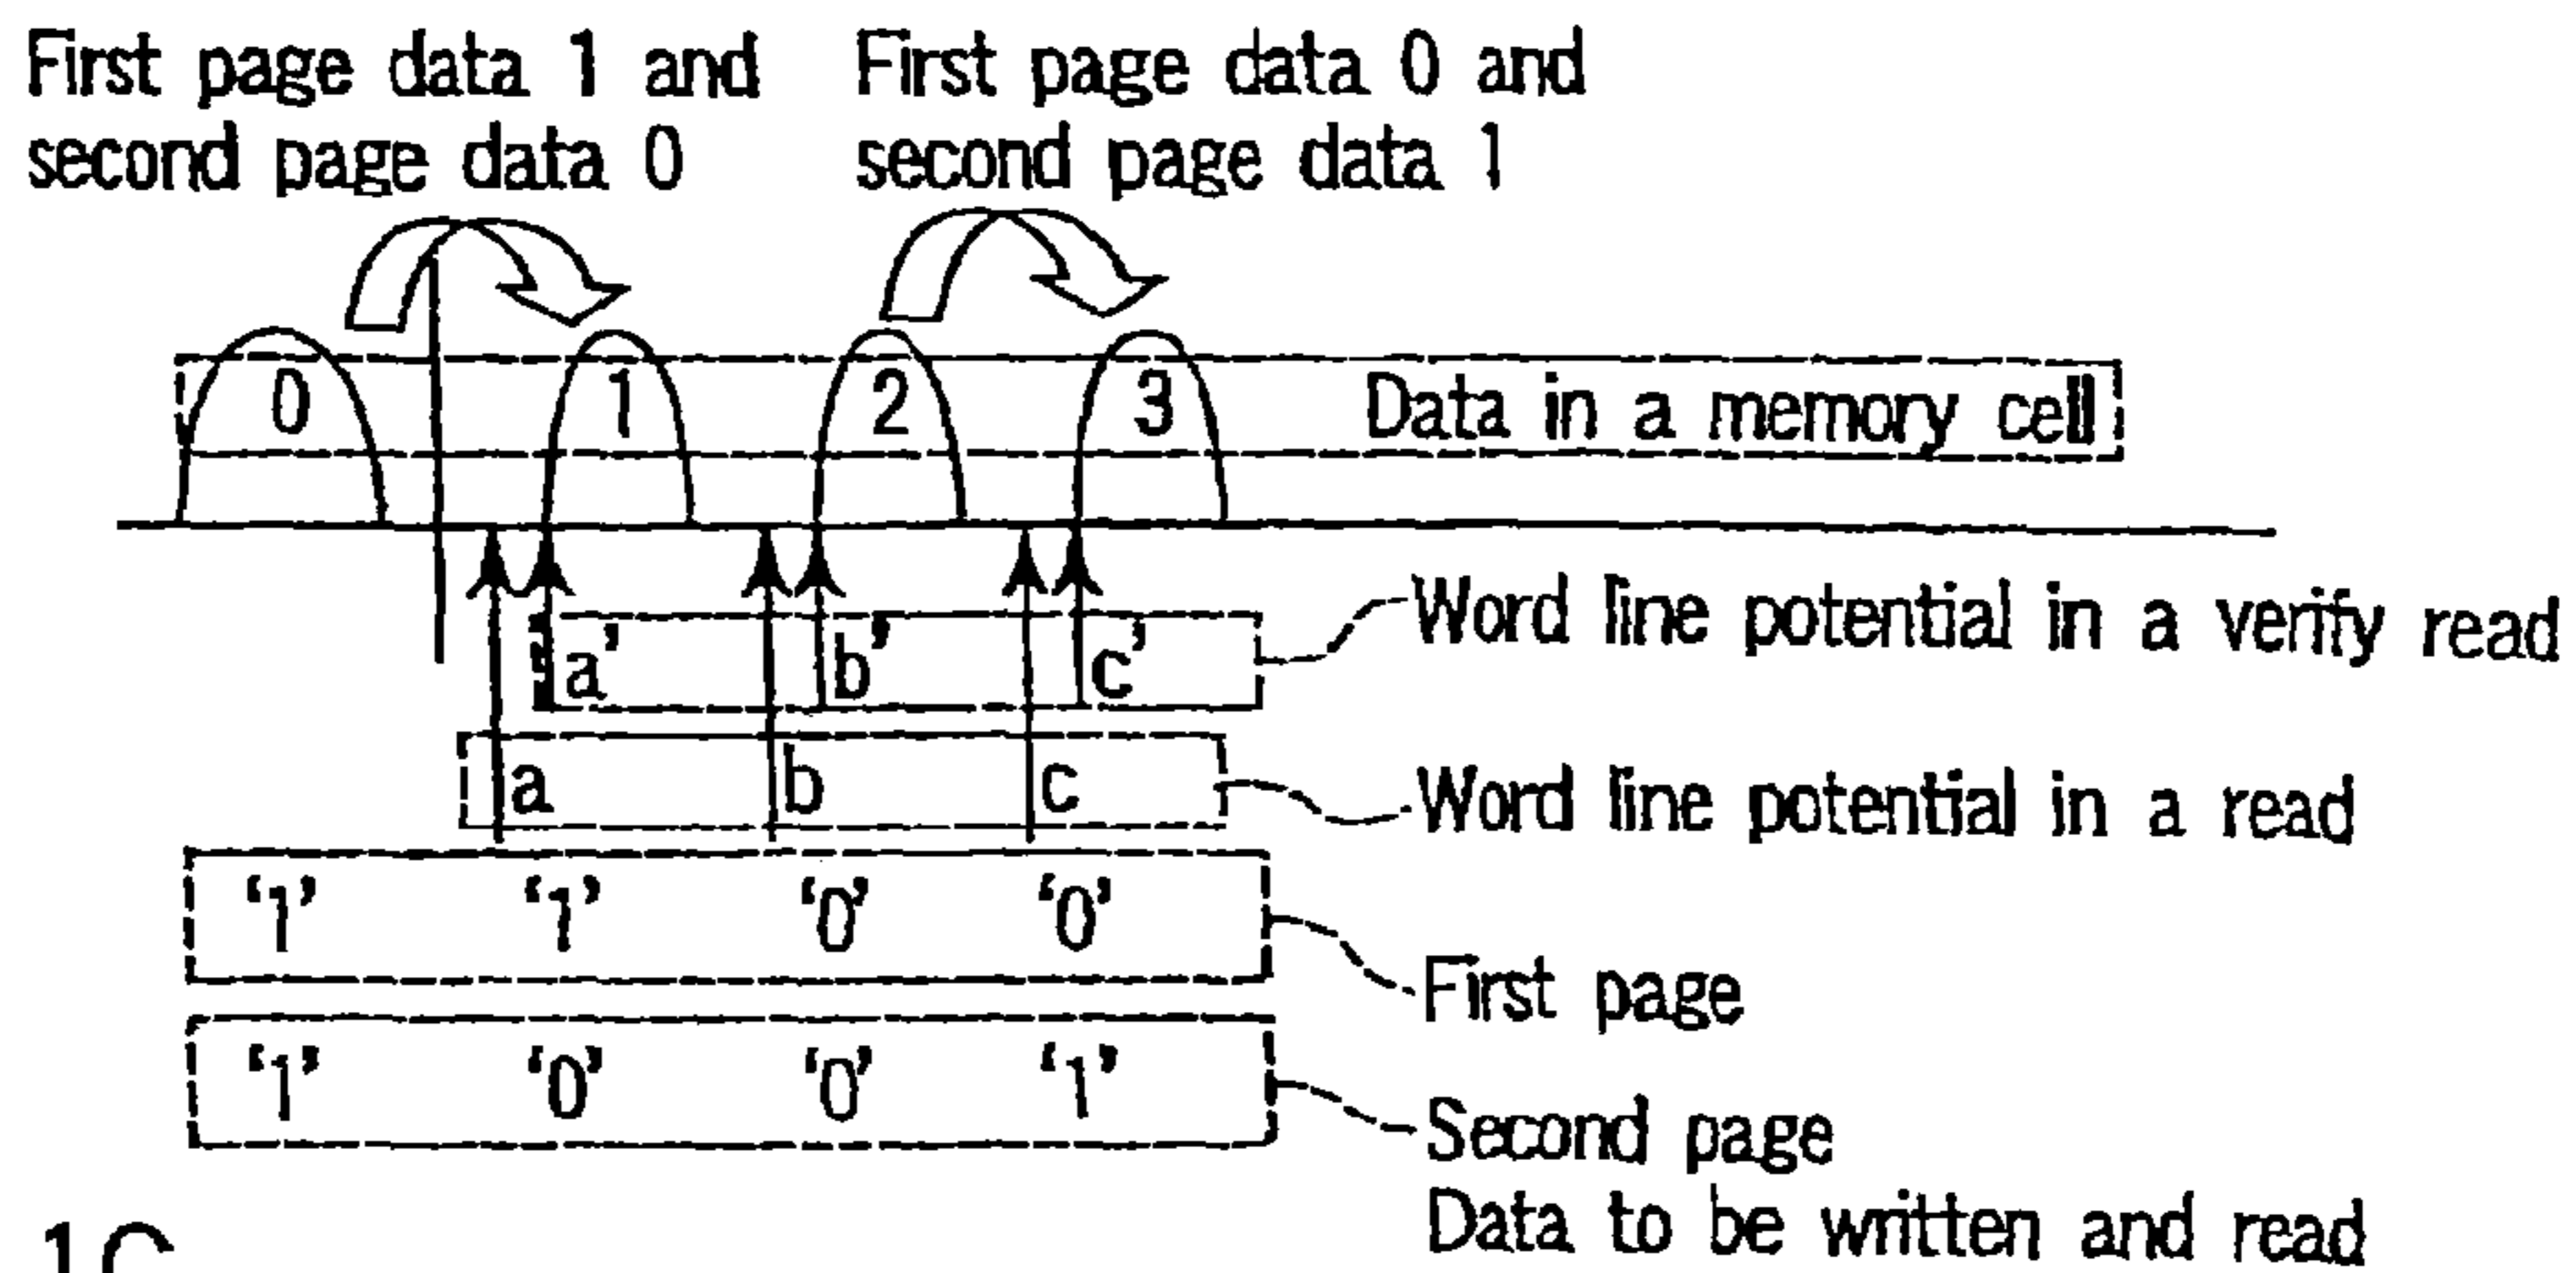 First page data 1 and
second page data 0
First page data 0 and
second page data 1
0 1 2 3 Data in a memory cell
a' b' c' Word line potential in a verify read
a b c Word line potential in a read
‘1’ ‘1’ ‘0’ ‘0’
First page
‘1’ ‘0’ ‘0’ ‘1’
Second page
Data to be written and read
1C